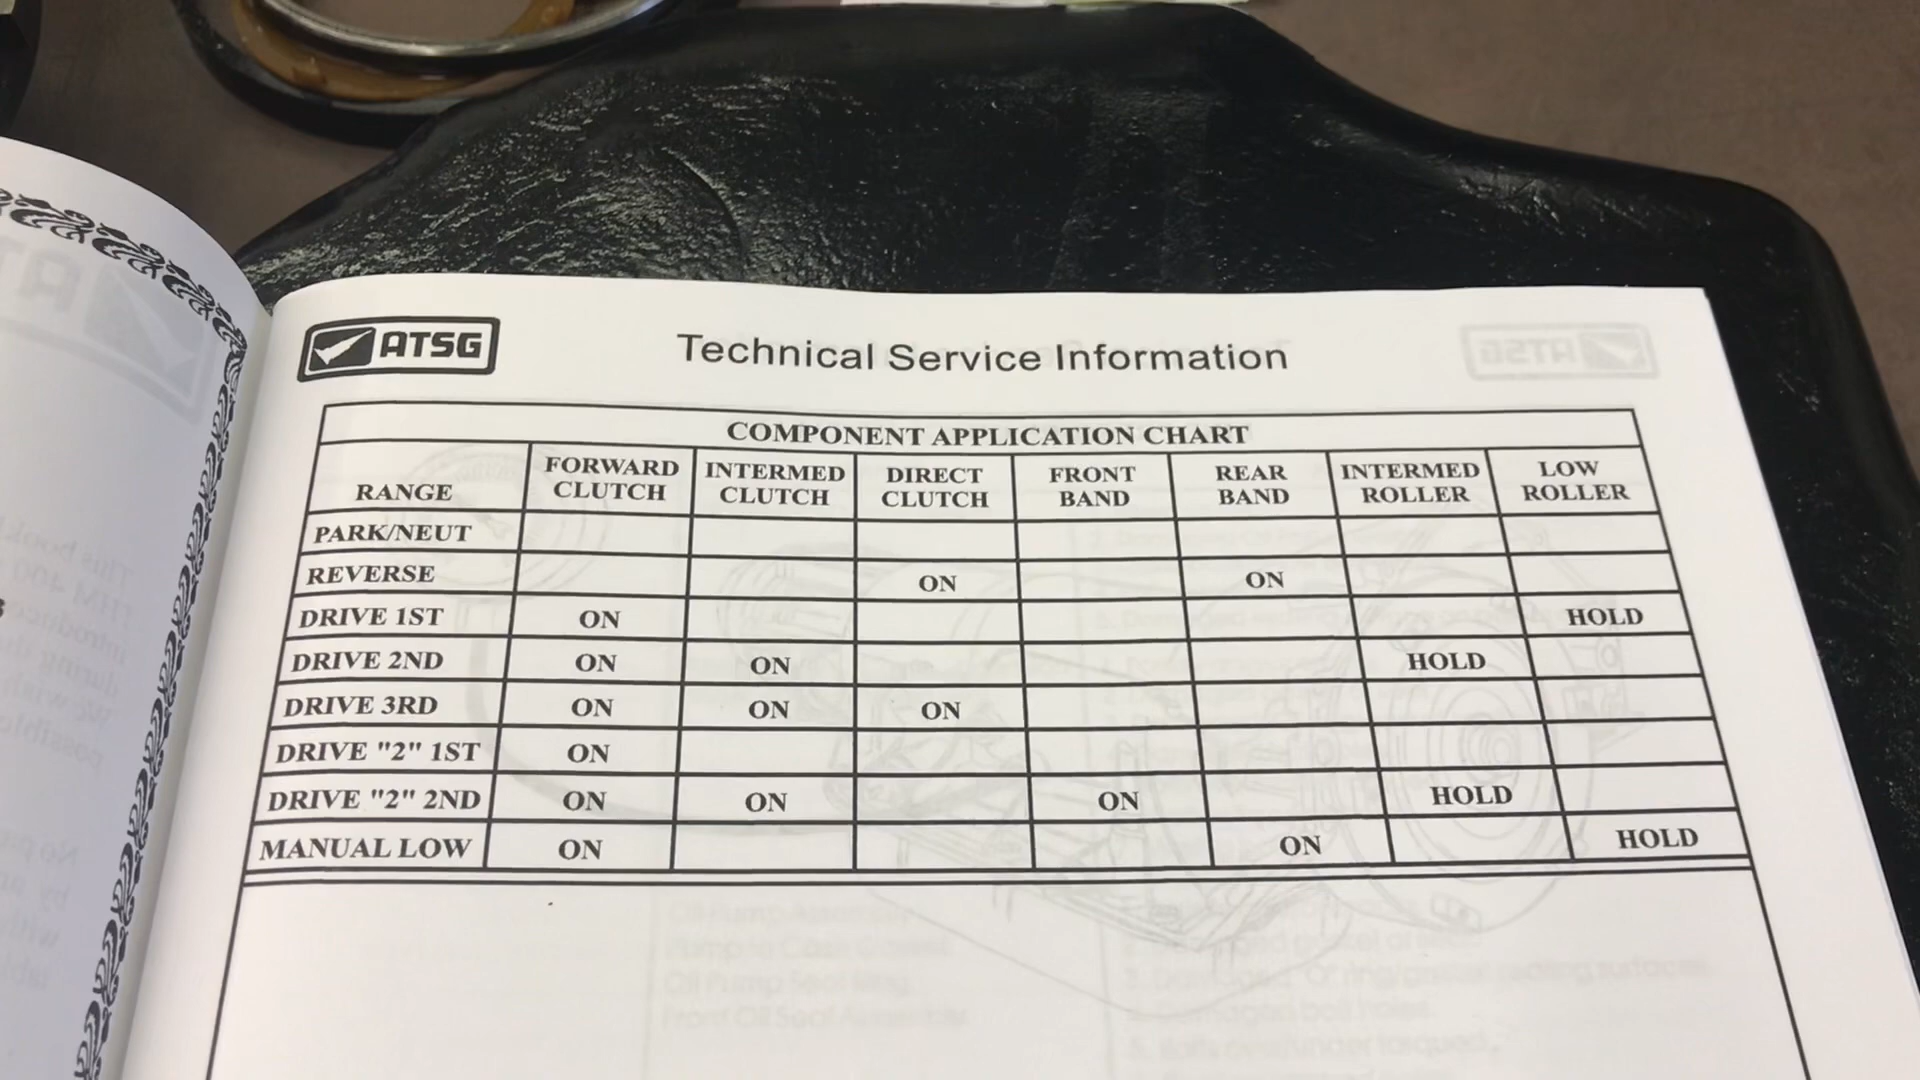 ATSG
Technical Service Information
COMPONENT APPLICATION CHART
RANGE FORWARD CLUTCH INTERMED CLUTCH DIRECT CLUTCH FRONT BAND REAR BAND INTERMED ROLLER LOW ROLLER
PARK/NEUT
REVERSE ON ON
DRIVE 1ST ON HOLD
DRIVE 2ND ON ON HOLD
DRIVE 3RD ON ON ON
DRIVE "2" 1ST ON
DRIVE "2" 2ND ON ON ON HOLD
MANUAL LOW ON ON HOLD